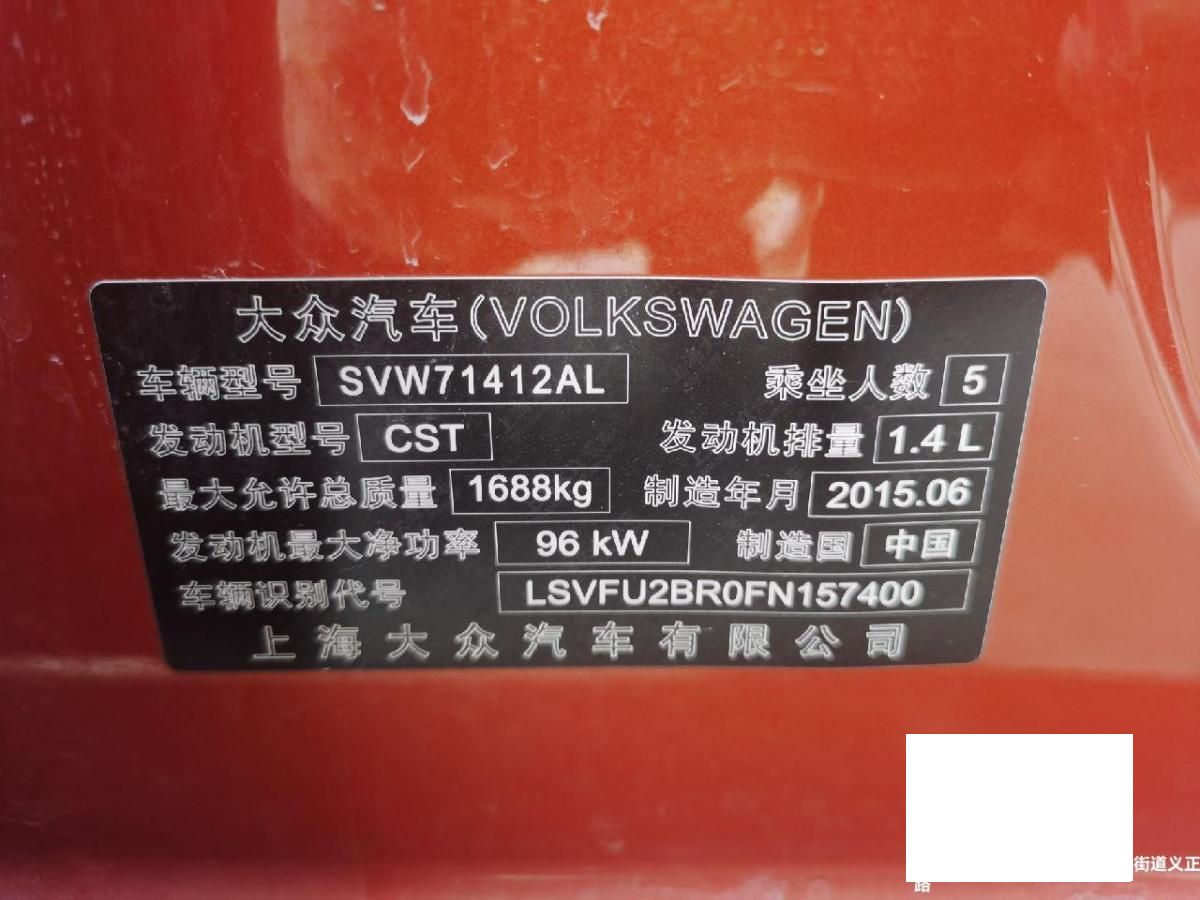 大众汽车(VOLKSWAGEN)
车辆型号 SVW71412AL 乘坐人数 5
发动机型号 CST 发动机排量 1.4 L
最大允许总质量 1688kg 制造年月 2015.06
发动机最大净功率 96 kW 制造国 中国
车辆识别代号 LSVFU2BR0FN157400
上海大众汽车有限公司
街道义正
路